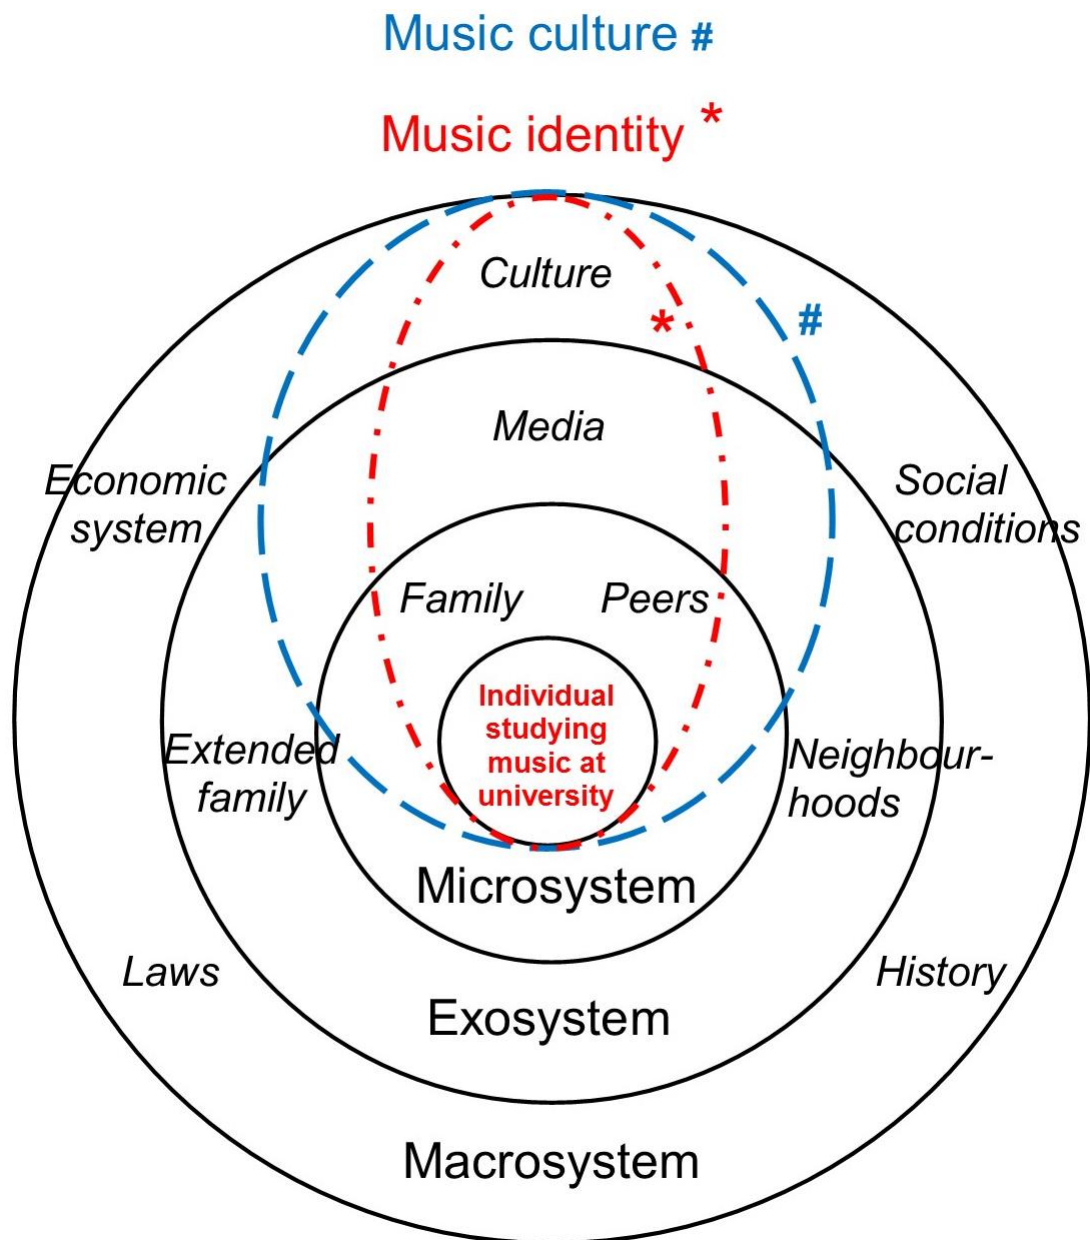 Music culture #
Music identity *
Culture
*
#
Media
Economic
system
Social
conditions
Family
Peers
Individual
studying
music at
university
Extended
family
Neighbour-
hoods
Microsystem
Laws
History
Exosystem
Macrosystem